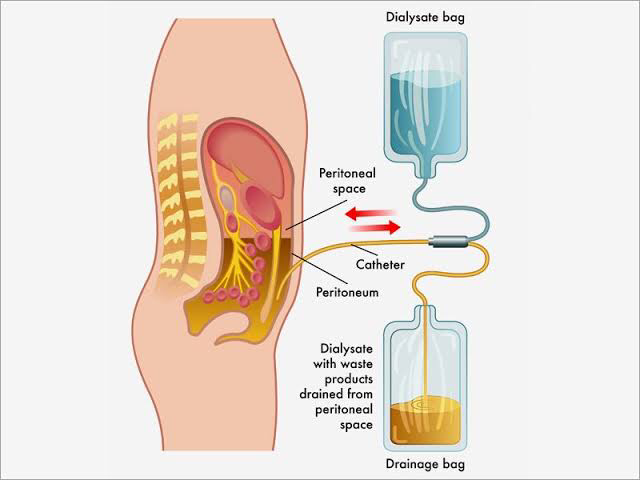 Dialysate bag
Peritoneal
space
Catheter
Peritoneum
Dialysate
with waste
products
drained from
peritoneal
space
Drainage bag